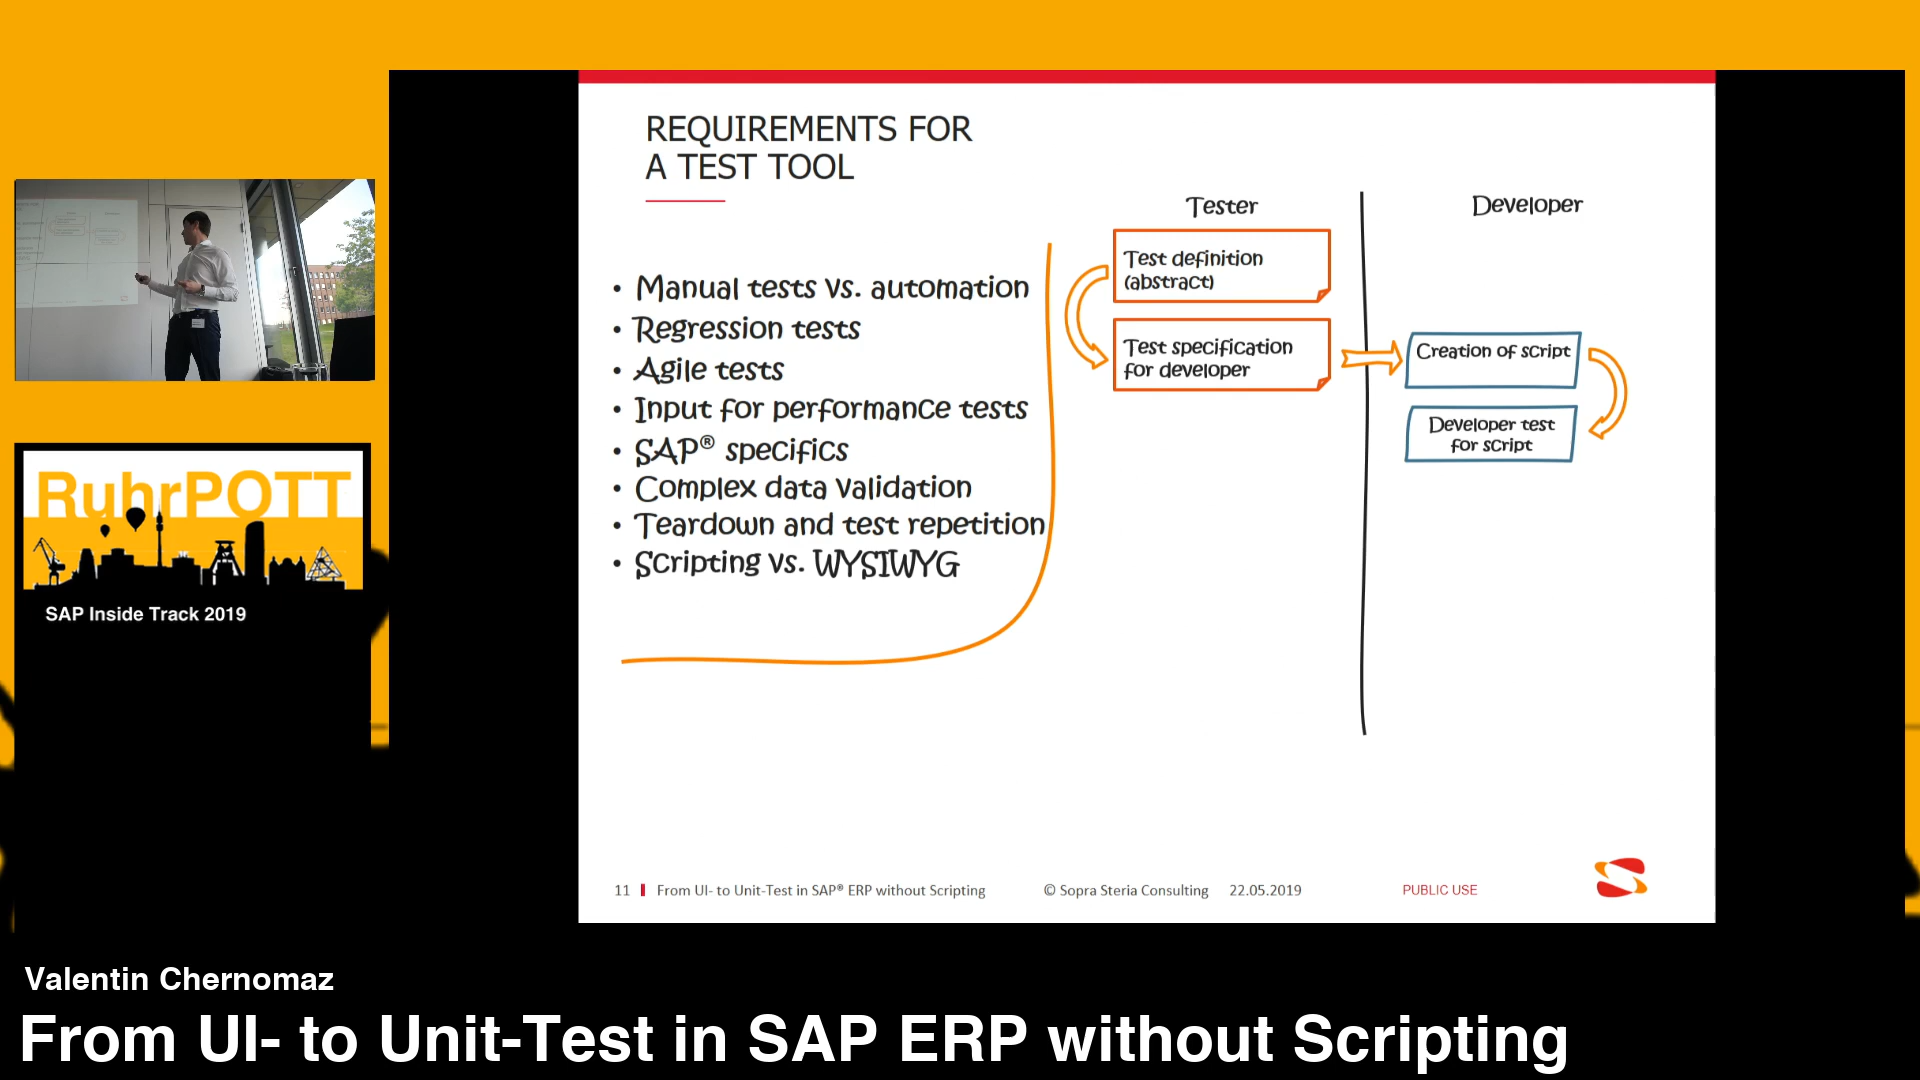 REQUIREMENTS FOR
A TEST TOOL
• Manual tests vs. automation
• Regression tests
• Agile tests
• Input for performance tests
• SAP® specifics
• Complex data validation
• Teardown and test repetition
• Scripting vs. WYSIWYG
Tester
Test definition
(abstract)
Test specification
for developer
Developer
Creation of script
Developer test
for script
11 From UI- to Unit-Test in SAP® ERP without Scripting © Sopra Steria Consulting 22.05.2019 PUBLIC USE
RuhrPOTT
SAP Inside Track 2019
Valentin Chernomaz
From UI- to Unit-Test in SAP ERP without Scripting